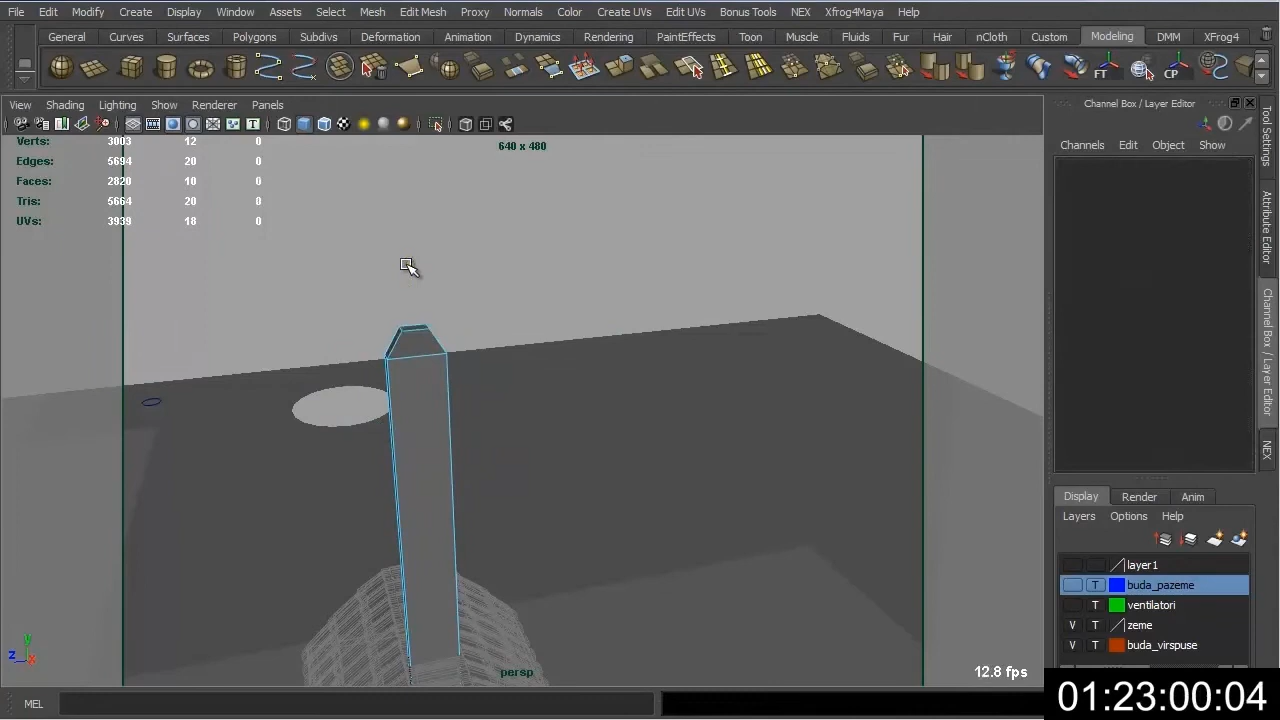 File Edit Modify Create Display Window Assets Select Mesh Edit Mesh Proxy Normals Color Create UVs Edit UVs Bonus Tools NEX Xfrog4Maya Help
General Curves Surfaces Polygons Subdivs Deformation Animation Dynamics Rendering PaintEffects Toon Muscle Fluids Fur Hair nCloth Custom Modeling DMM XFrog4
FT CP
View Shading Lighting Show Renderer Panels
Channel Box / Layer Editor
Channels Edit Object Show
Verts: 3003 12 0
Edges: 5694 20 0
Faces: 2820 10 0
Tris: 5664 20 0
UVs: 3939 18 0
640 x 480
Tool Settings
Attribute Editor
Channel Box / Layer Editor
NEX
Display Render Anim
Layers Options Help
layer1
T buda_pazeme
T ventilatori
V T zeme
V T buda_virspuse
persp
12.8 fps
y
z x
MEL
01:23:00:04